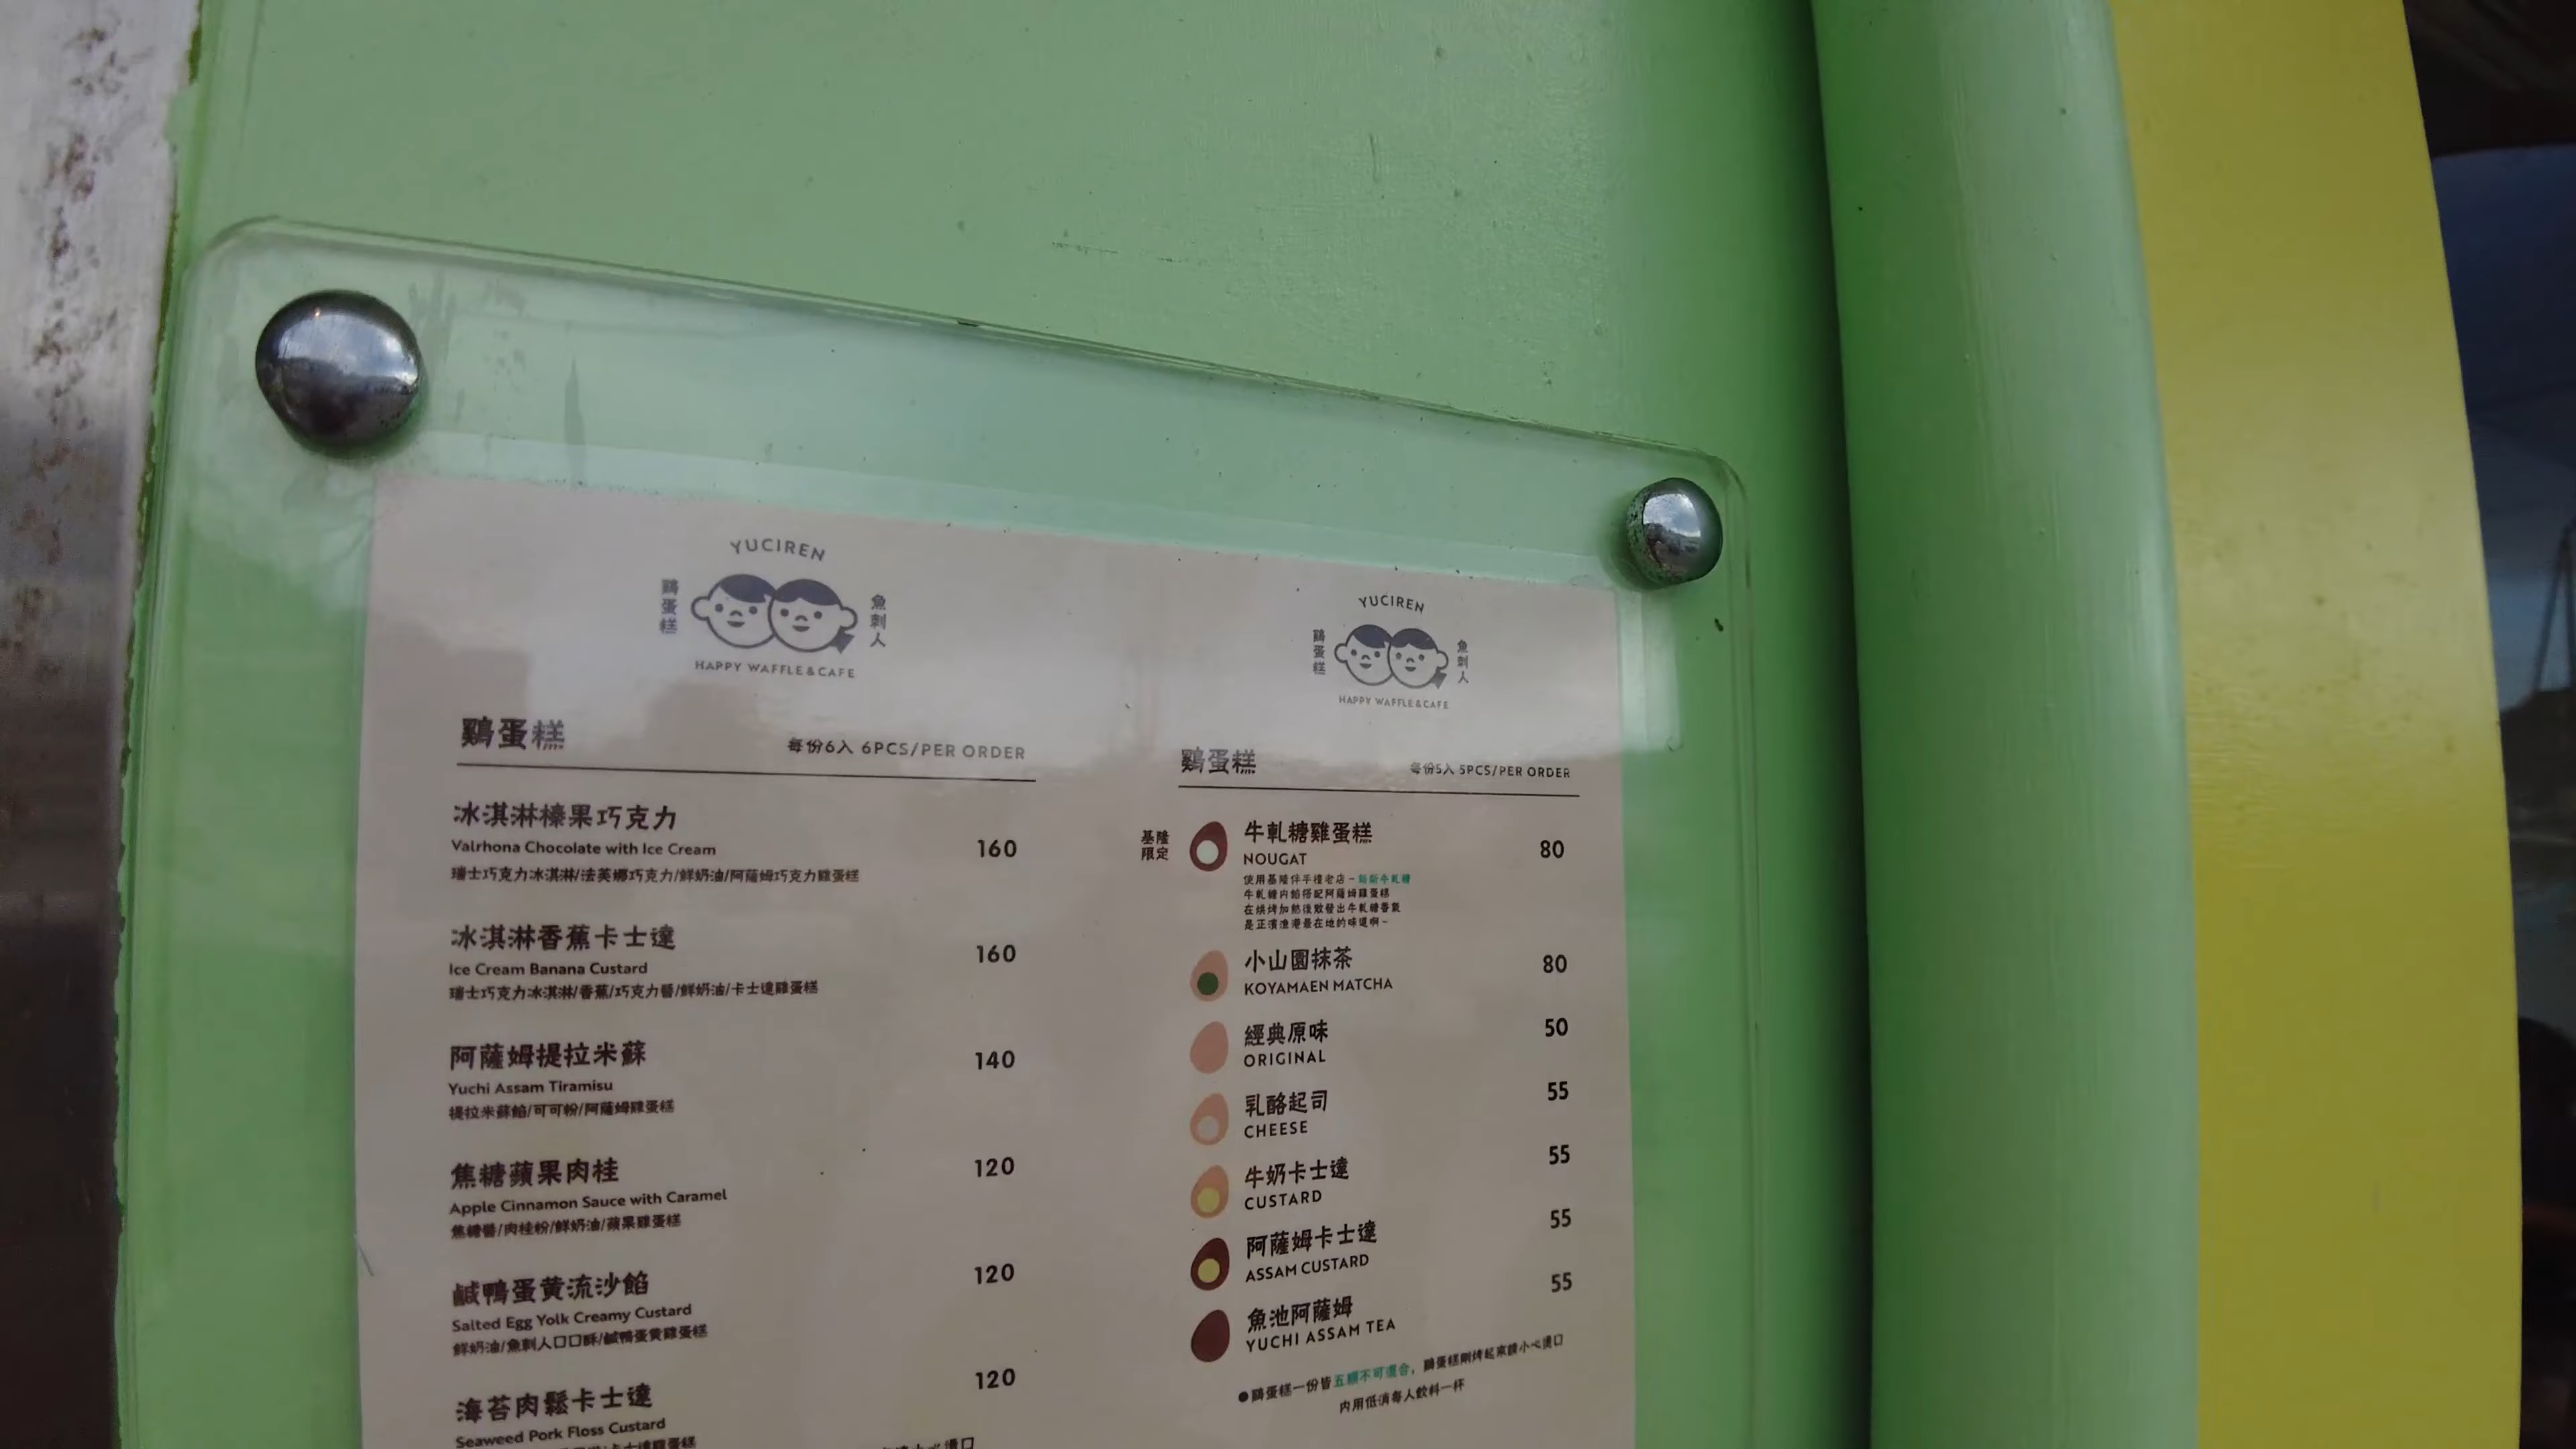 YUCIREN
鷄蛋糕
魚刺人
HAPPY WAFFLE & CAFE
鷄蛋糕
每份6入 6PCS/PER ORDER
冰淇淋榛果巧克力
Valrhona Chocolate with Ice Cream
160
瑞士巧克力冰淇淋/法芙娜巧克力/鮮奶油/阿薩姆巧克力雞蛋糕
冰淇淋香蕉卡士達
Ice Cream Banana Custard
160
瑞士巧克力冰淇淋/香蕉/巧克力醬/鮮奶油/卡士達雞蛋糕
阿薩姆提拉米蘇
Yuchi Assam Tiramisu
140
提拉米蘇餡/可可粉/阿薩姆雞蛋糕
焦糖蘋果肉桂
Apple Cinnamon Sauce with Caramel
120
焦糖醬/肉桂粉/鮮奶油/蘋果雞蛋糕
鹹鴨蛋黃流沙餡
Salted Egg Yolk Creamy Custard
120
鮮奶油/魚刺人口口酥/鹹鴨蛋黃雞蛋糕
海苔肉鬆卡士達
Seaweed Pork Floss Custard
120
YUCIREN
鷄蛋糕
魚刺人
HAPPY WAFFLE & CAFE
鷄蛋糕
每份5入 5PCS/PER ORDER
基隆
限定
牛軋糖雞蛋糕
NOUGAT
80
使用基隆伴手禮老店-
牛軋糖內餡搭配阿薩姆雞蛋糕
在烘烤加熱後散發出牛軋糖香氣
是正濱漁港最在地的味道啊~
小山園抹茶
KOYAMAEN MATCHA
80
經典原味
ORIGINAL
50
乳酪起司
CHEESE
55
牛奶卡士達
CUSTARD
55
阿薩姆卡士達
ASSAM CUSTARD
55
魚池阿薩姆
YUCHI ASSAM TEA
55
●鷄蛋糕一份皆五顆不可混合，鷄蛋糕剛烤起來請小心燙口
內用低消每人飲料一杯